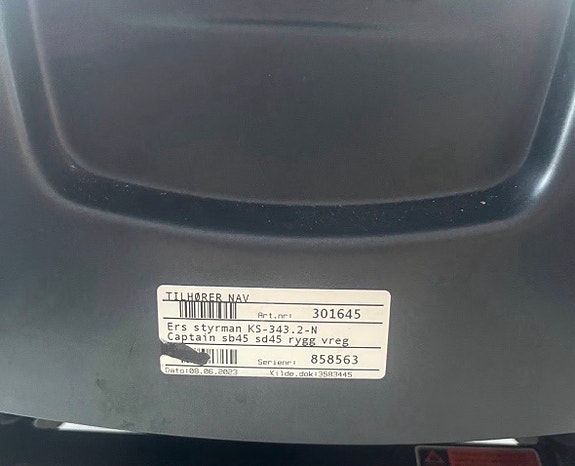 TILHØRER NAV
Art.nr: 301645
Ers styrman KS-343.2-N
Captain sb45 sd45 rygg vreg
Serienr: 858563
Dato:08.06.2023 Kilde.dok:3583445